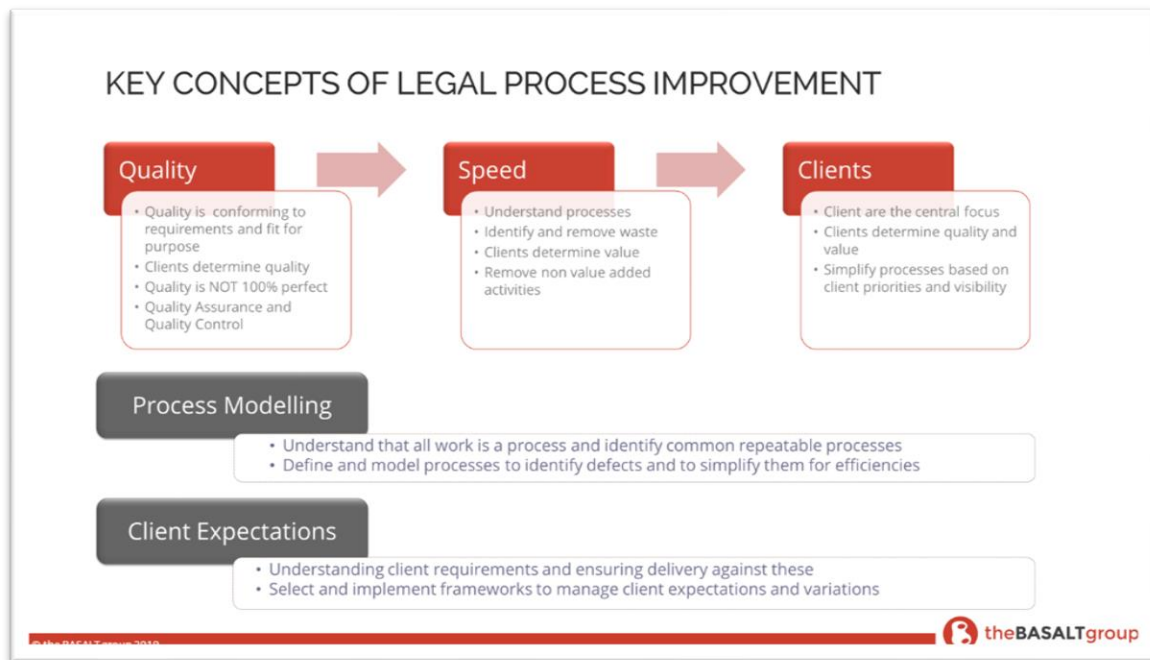 KEY CONCEPTS OF LEGAL PROCESS IMPROVEMENT
Quality
• Quality is conforming to
requirements and fit for
purpose
• Clients determine quality
• Quality is NOT 100% perfect
• Quality Assurance and
Quality Control
Speed
• Understand processes
• Identify and remove waste
• Clients determine value
• Remove non value added
activities
Clients
• Client are the central focus
• Clients determine quality and
value
• Simplify processes based on
client priorities and visibility
Process Modelling
• Understand that all work is a process and identify common repeatable processes
• Define and model processes to identify defects and to simplify them for efficiencies
Client Expectations
• Understanding client requirements and ensuring delivery against these
• Select and implement frameworks to manage client expectations and variations
© the BASALT group
theBASALTgroup